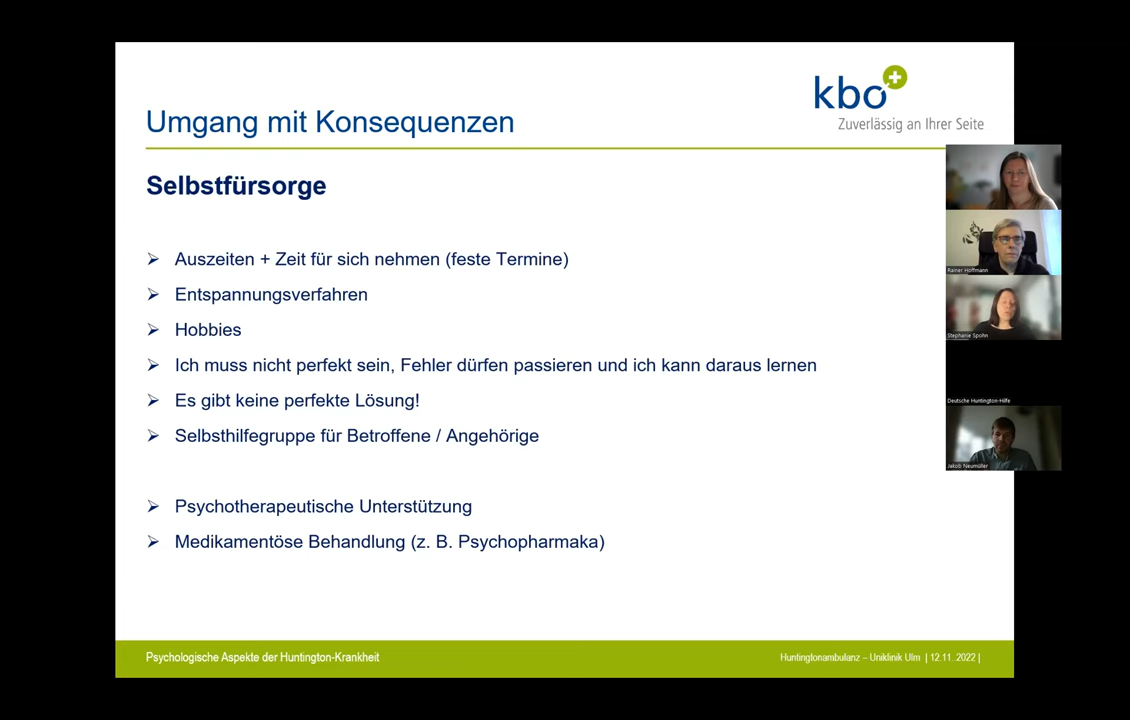 kbo
Zuverlässig an Ihrer Seite
Umgang mit Konsequenzen
Selbstfürsorge
Auszeiten + Zeit für sich nehmen (feste Termine)
Entspannungsverfahren
Hobbies
Ich muss nicht perfekt sein, Fehler dürfen passieren und ich kann daraus lernen
Es gibt keine perfekte Lösung!
Selbsthilfegruppe für Betroffene / Angehörige
Psychotherapeutische Unterstützung
Medikamentöse Behandlung (z. B. Psychopharmaka)
Rainer Hoffmann
Stephanie Spohn
Deutsche Huntington-Hilfe
Jakob Neumüller
Psychologische Aspekte der Huntington-Krankheit
Huntingtonambulanz – Uniklinik Ulm | 12.11. 2022 |